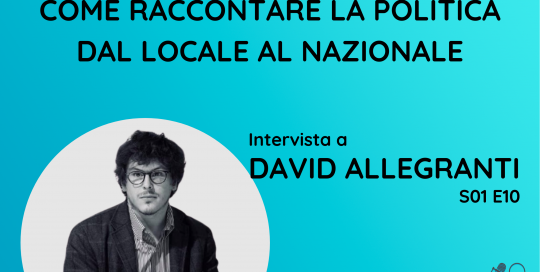 COME RACCONTARE LA POLITICA
DAL LOCALE AL NAZIONALE
Intervista a
DAVID ALLEGRANTI
S01 E10